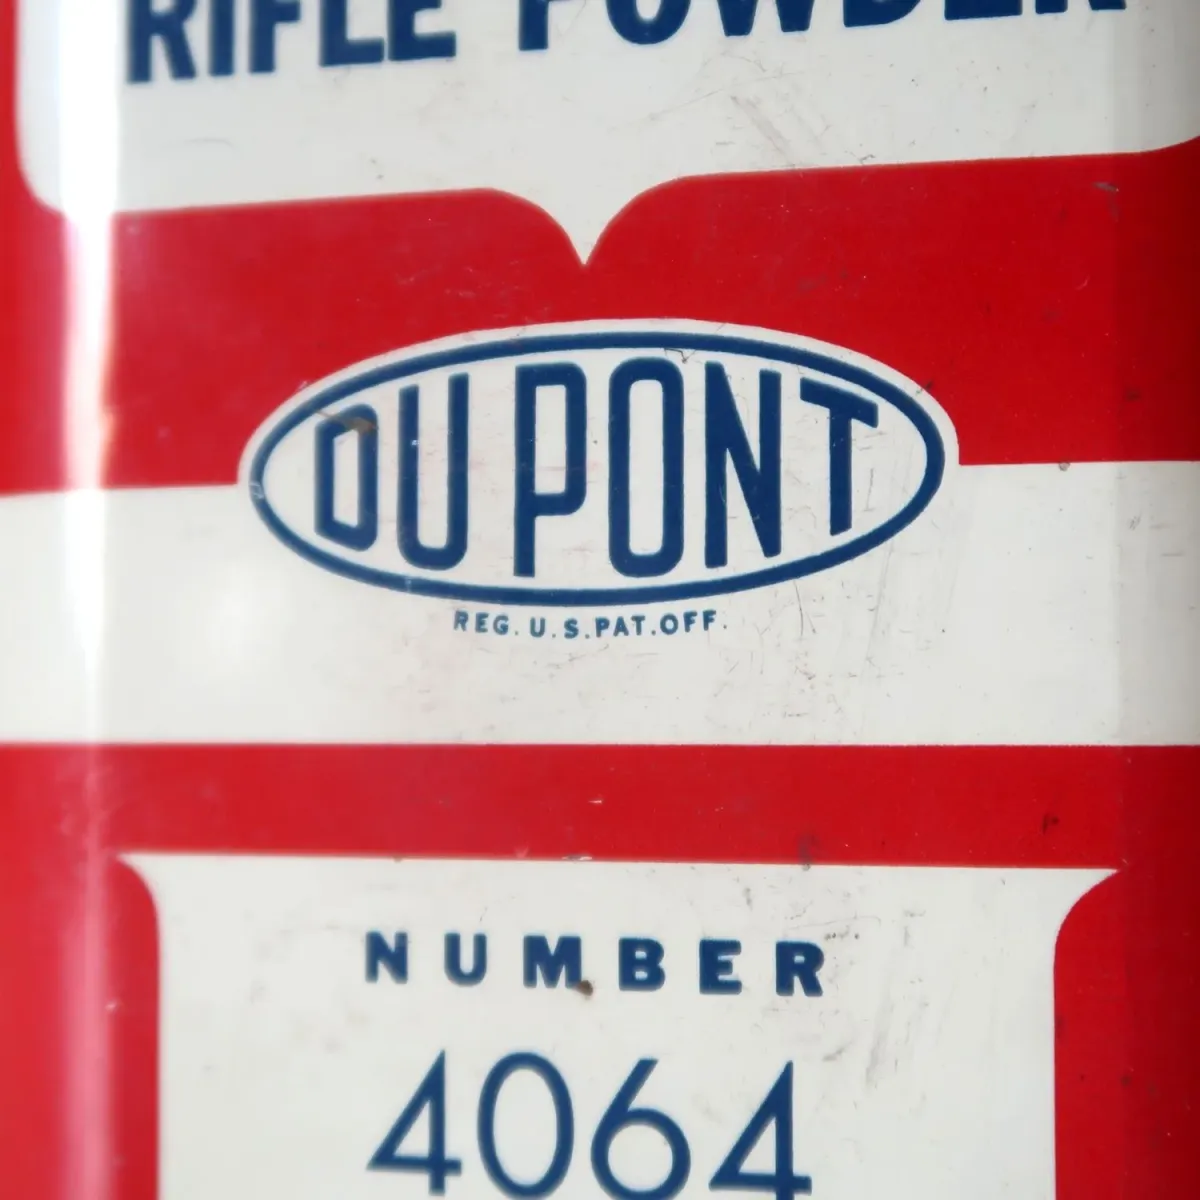 RIFLE POWDER
DU PONT
REG. U.S. PAT. OFF.
NUMBER
4064